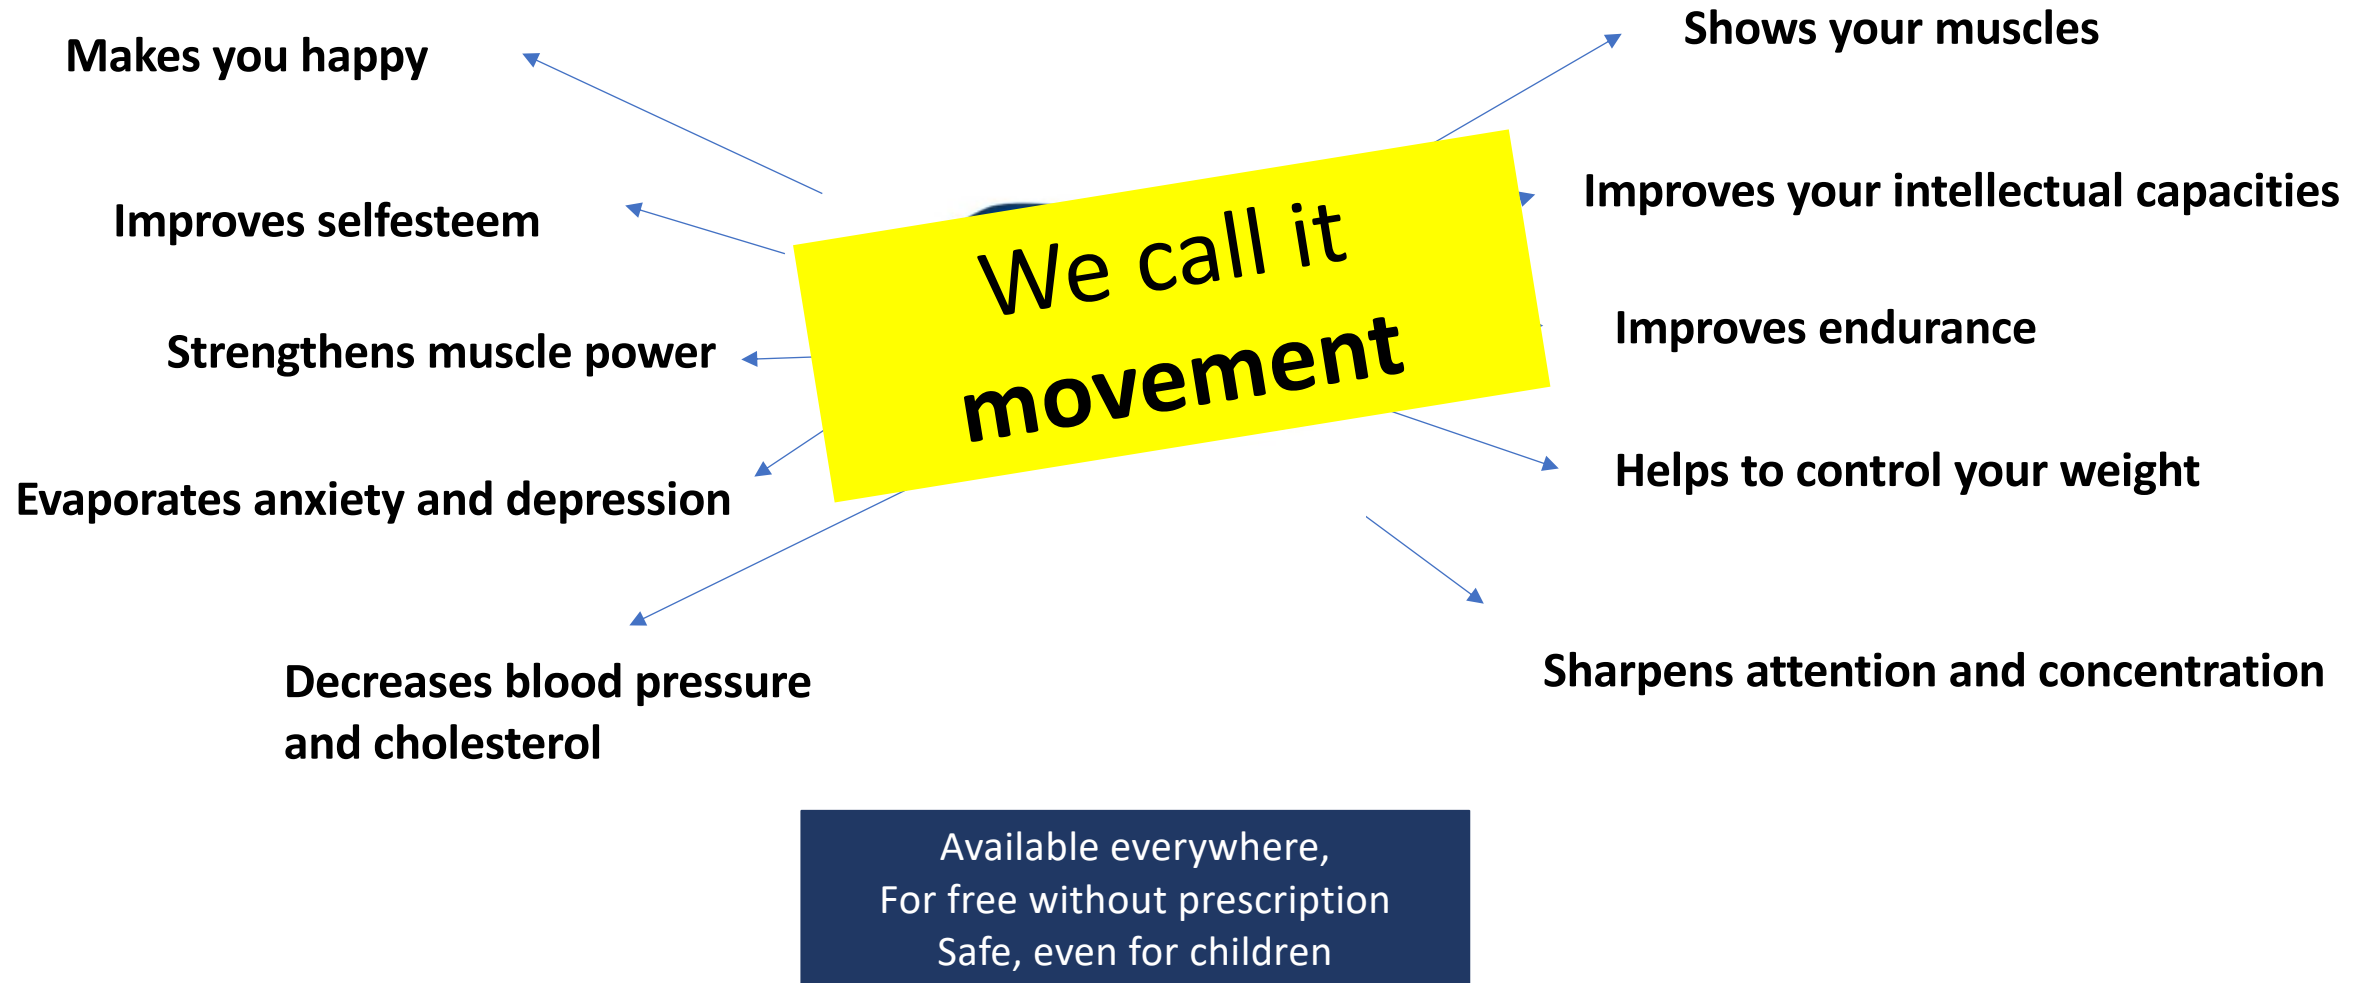 Makes you happy
Improves selfesteem
Strengthens muscle power
Evaporates anxiety and depression
Decreases blood pressure
and cholesterol
We call it
movement
Shows your muscles
Improves your intellectual capacities
Improves endurance
Helps to control your weight
Sharpens attention and concentration
Available everywhere,
For free without prescription
Safe, even for children